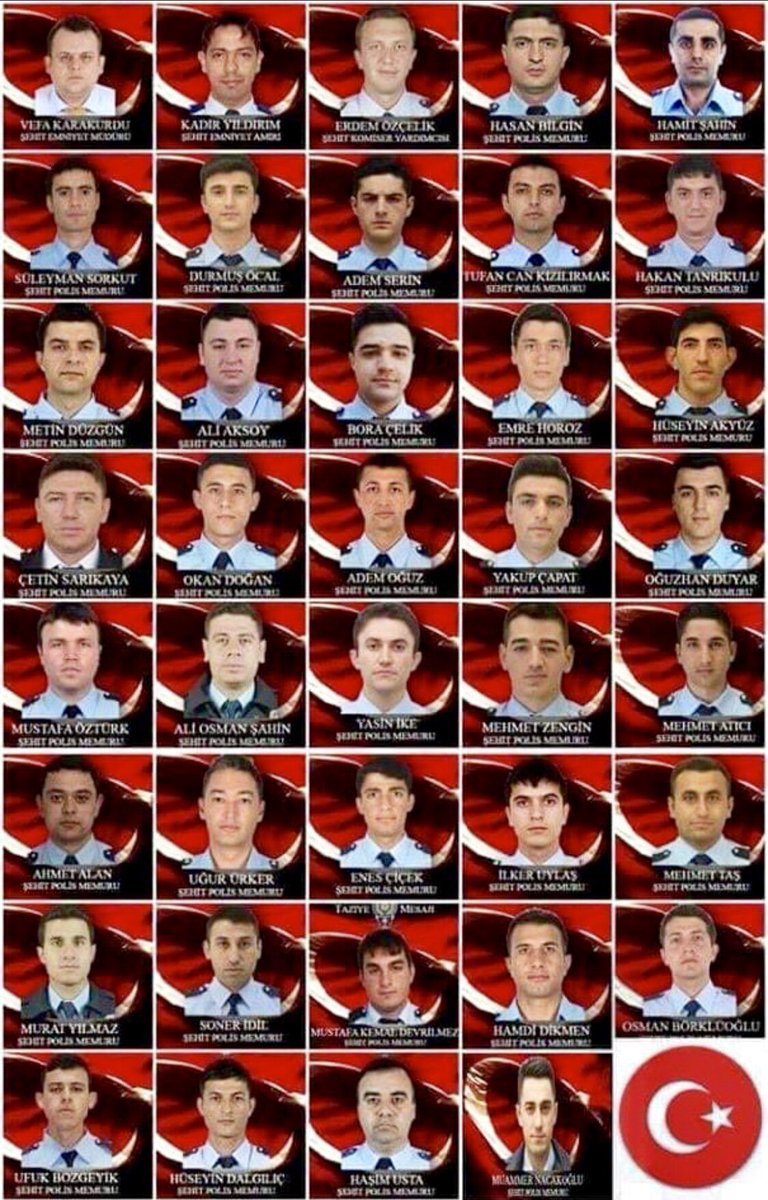 VEFA KARAKURDU
ŞEHİT EMNİYET MÜDÜRÜ
KADİR YILDIRIM
ŞEHİT EMNİYET AMİRİ
ERDEM ÖZÇELİK
ŞEHİT KOMİSER YARDIMCISI
HASAN BİLGİN
ŞEHİT POLİS MEMURU
HAMİT ŞAHİN
ŞEHİT POLİS MEMURU
SÜLEYMAN SORKUT
ŞEHİT POLİS MEMURU
DURMUŞ ÖCAL
ŞEHİT POLİS MEMURU
ADEM SERİN
ŞEHİT POLİS MEMURU
TUFAN CAN KIZILIRMAK
ŞEHİT POLİS MEMURU
HAKAN TANRIKULU
ŞEHİT POLİS MEMURU
METİN DÜZGÜN
ŞEHİT POLİS MEMURU
ALİ AKSOY
ŞEHİT POLİS MEMURU
BORA ÇELİK
ŞEHİT POLİS MEMURU
EMRE HOROZ
ŞEHİT POLİS MEMURU
HÜSEYİN AKYÜZ
ŞEHİT POLİS MEMURU
ÇETİN SARIKAYA
ŞEHİT POLİS MEMURU
OKAN DOĞAN
ŞEHİT POLİS MEMURU
ADEM OĞUZ
ŞEHİT POLİS MEMURU
YAKUP ÇAPAT
ŞEHİT POLİS MEMURU
OĞUZHAN DUYAR
ŞEHİT POLİS MEMURU
MUSTAFA ÖZTÜRK
ŞEHİT POLİS MEMURU
ALİ OSMAN ŞAHİN
ŞEHİT POLİS MEMURU
YASİN İKE
ŞEHİT POLİS MEMURU
MEHMET ZENGİN
ŞEHİT POLİS MEMURU
MEHMET ATICI
ŞEHİT POLİS MEMURU
AHMET ALAN
ŞEHİT POLİS MEMURU
UĞUR ÜRKER
ŞEHİT POLİS MEMURU
ENES ÇİÇEK
ŞEHİT POLİS MEMURU
İLKER UYLAŞ
ŞEHİT POLİS MEMURU
MEHMET TAŞ
ŞEHİT POLİS MEMURU
MURAT YILMAZ
ŞEHİT POLİS MEMURU
SONER İDİL
ŞEHİT POLİS MEMURU
TAZİYE MESAJI
MUSTAFA KEMAL DEVRİLMEZ
ŞEHİT POLİS MEMURU
HAMDİ DİKMEN
ŞEHİT POLİS MEMURU
OSMAN BÖRKLÜOĞLU
ŞEHİT POLİS MEMURU
UFUK BOZGEYİK
ŞEHİT POLİS MEMURU
HÜSEYİN DALGILIÇ
ŞEHİT POLİS MEMURU
HAŞİM USTA
ŞEHİT POLİS MEMURU
MUAMMER NACAKOĞLU
ŞEHİT POLİS MEMURU